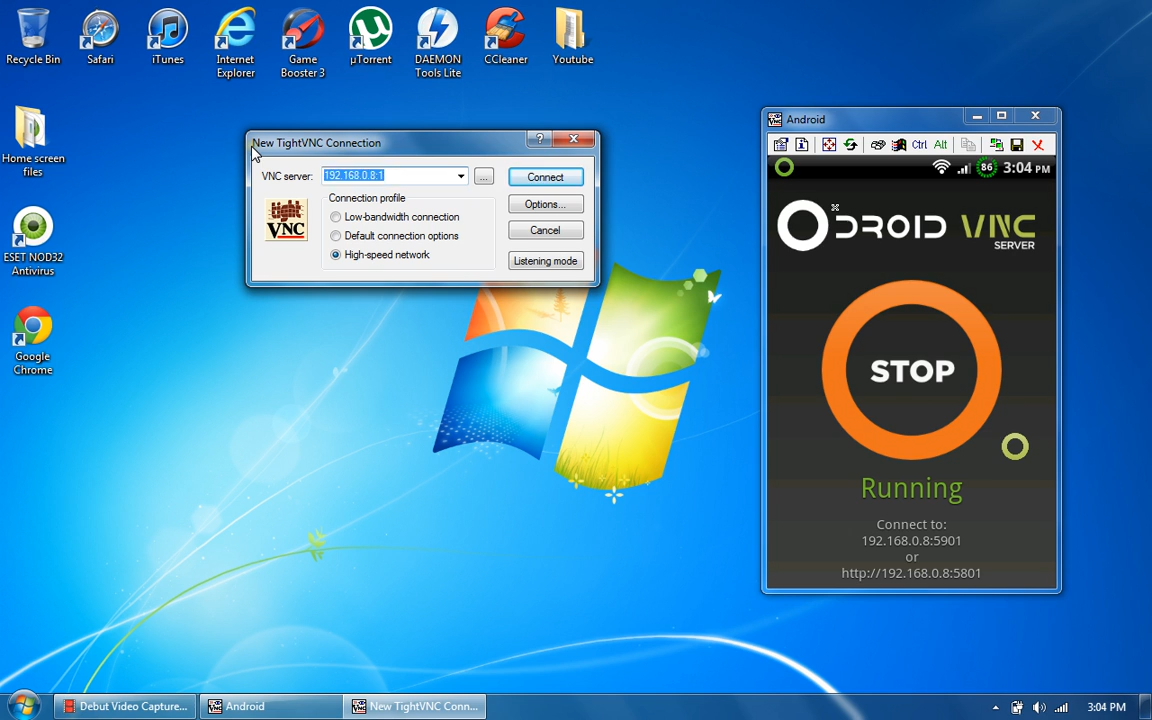 Recycle Bin
Safari
iTunes
Internet
Explorer
Game
Booster 3
µTorrent
DAEMON
Tools Lite
CCleaner
Youtube
Home screen
files
ESET NOD32
Antivirus
Google
Chrome
New TightVNC Connection
VNC server:
192.168.0.8:1
...
Connect
Connection profile
Low-bandwidth connection
Default connection options
High-speed network
Options...
Cancel
Listening mode
tight
VNC
Android
Ctrl
Alt
86
3:04 PM
DROID VNC
SERVER
STOP
Running
Connect to:
192.168.0.8:5901
or
http://192.168.0.8:5801
Debut Video Capture...
Android
New TightVNC Conn...
3:04 PM